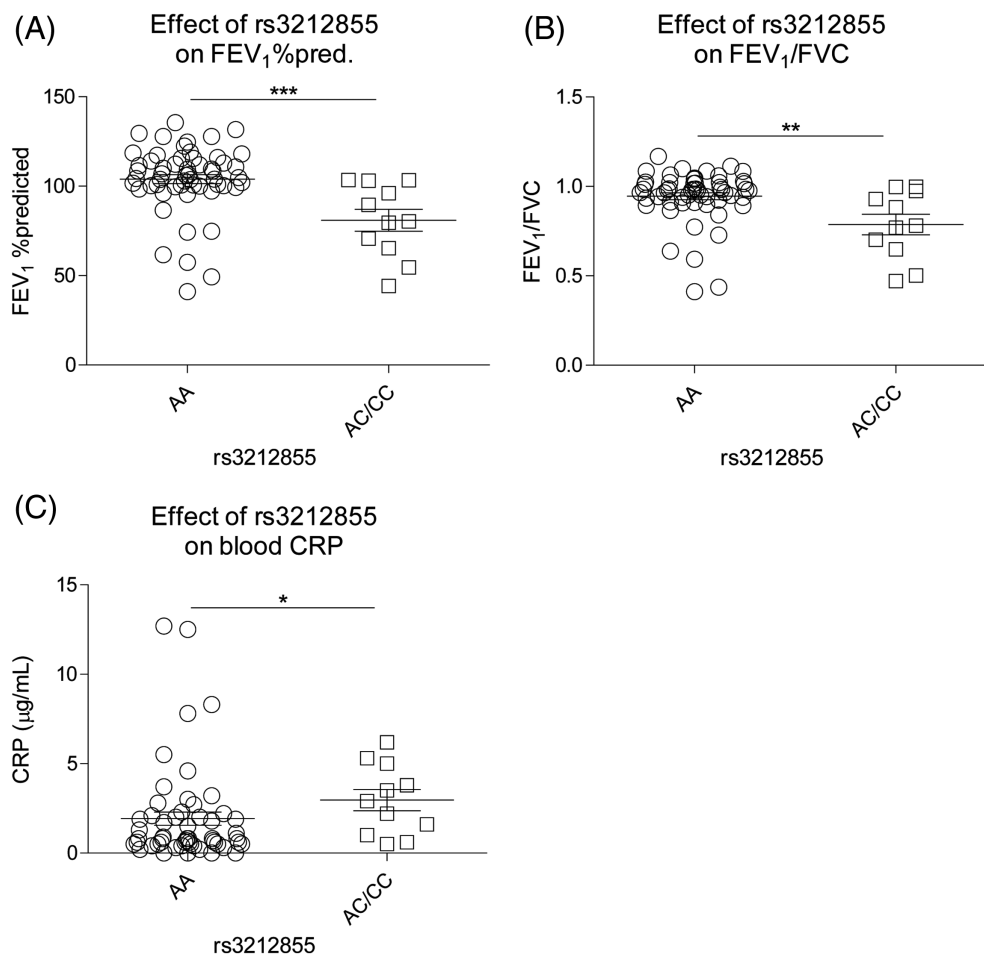 (A)
Effect of rs3212855
on FEV₁%pred.
FEV₁ %predicted
150
100
50
0
***
AA
AC/CC
rs3212855
(B)
Effect of rs3212855
on FEV₁/FVC
FEV₁/FVC
1.5
1.0
0.5
0.0
**
AA
AC/CC
rs3212855
(C)
Effect of rs3212855
on blood CRP
CRP (μg/mL)
15
10
5
0
*
AA
AC/CC
rs3212855